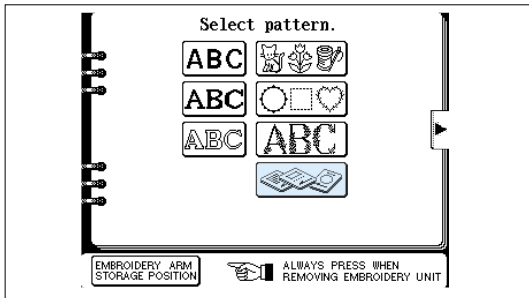 Select pattern.
ABC
ABC
ABC
ABC
EMBROIDERY ARM
STORAGE POSITION
ALWAYS PRESS WHEN
REMOVING EMBROIDERY UNIT